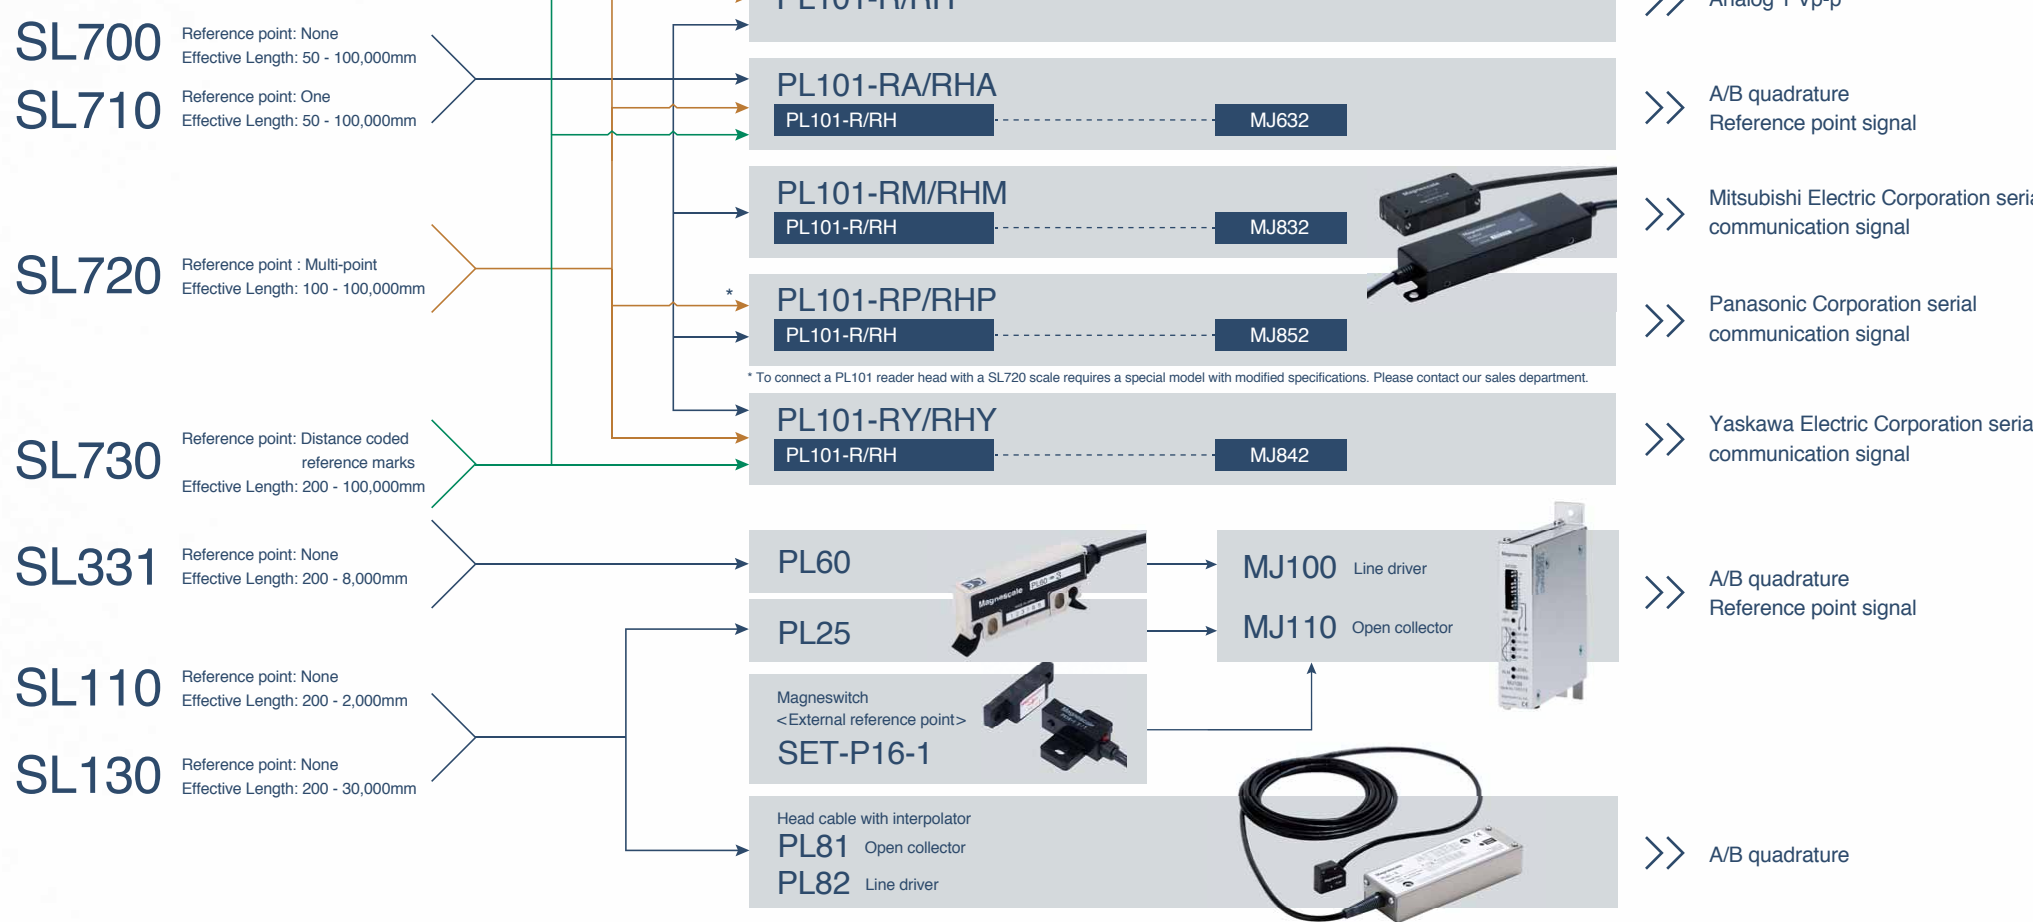 PL101-R/RH
Analog 1 Vp-p
SL700
Reference point: None
Effective Length: 50 - 100,000mm
SL710
Reference point: One
Effective Length: 50 - 100,000mm
PL101-RA/RHA
PL101-R/RH
MJ632
A/B quadrature
Reference point signal
PL101-RM/RHM
PL101-R/RH
MJ832
Mitsubishi Electric Corporation seria
communication signal
SL720
Reference point : Multi-point
Effective Length: 100 - 100,000mm
*
PL101-RP/RHP
PL101-R/RH
MJ852
Panasonic Corporation serial
communication signal
* To connect a PL101 reader head with a SL720 scale requires a special model with modified specifications. Please contact our sales department.
SL730
Reference point: Distance coded
reference marks
Effective Length: 200 - 100,000mm
PL101-RY/RHY
PL101-R/RH
MJ842
Yaskawa Electric Corporation seria
communication signal
SL331
Reference point: None
Effective Length: 200 - 8,000mm
PL60
Magnescale
PL60-3
PL25
MJ100 Line driver
MJ110 Open collector
A/B quadrature
Reference point signal
SL110
Reference point: None
Effective Length: 200 - 2,000mm
SL130
Reference point: None
Effective Length: 200 - 30,000mm
Magneswitch
<External reference point>
SET-P16-1
Head cable with interpolator
PL81 Open collector
PL82 Line driver
A/B quadrature